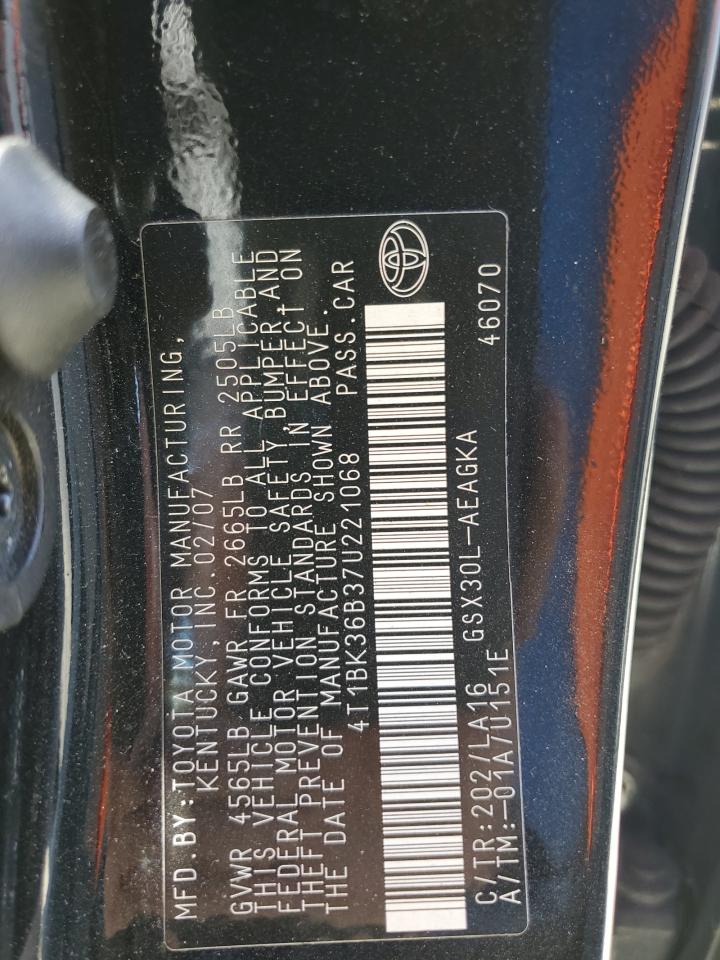 MFD.BY:TOYOTA MOTOR MANUFACTURING,
KENTUCKY, INC.02/07
GVWR 4565LB GAWR FR 2665LB RR 2505LB
THIS VEHICLE CONFORMS TO ALL APPLICABLE
FEDERAL MOTOR VEHICLE SAFETY,BUMPER,AND
THEFT PREVENTION STANDARDS IN EFFECT ON
THE DATE OF MANUFACTURE SHOWN ABOVE.
4T1BK36B37U221068 PASS.CAR
C/TR:202/LA16 GSX30L-AEAGKA 46070
A/TM:-01A/U151E